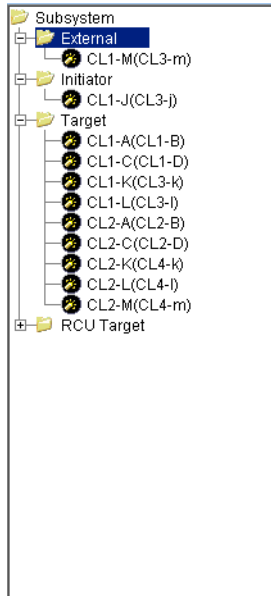 Subsystem
External
CL1-M(CL3-m)
Initiator
CL1-J(CL3-j)
Target
CL1-A(CL1-B)
CL1-C(CL1-D)
CL1-K(CL3-k)
CL1-L(CL3-l)
CL2-A(CL2-B)
CL2-C(CL2-D)
CL2-K(CL4-k)
CL2-L(CL4-l)
CL2-M(CL4-m)
RCU Target